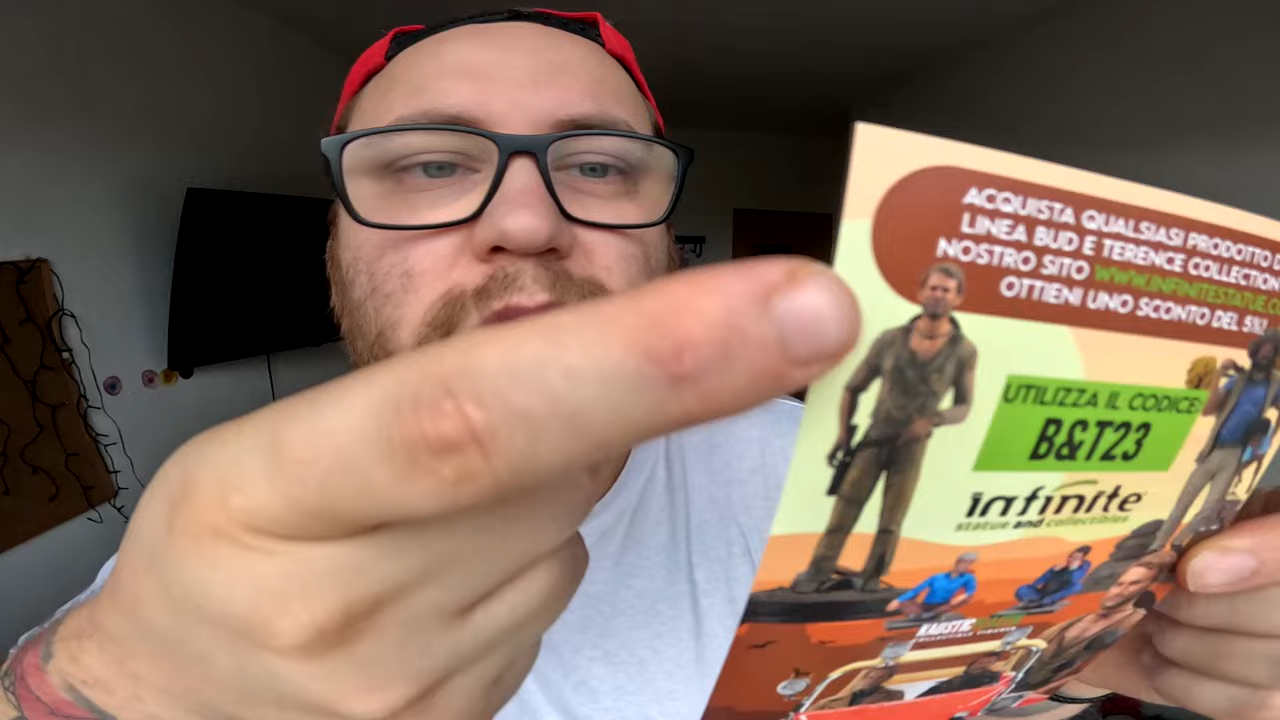 ACQUISTA QUALSIASI PRODOTTO
LINEA BUD E TERENCE COLLECTION
NOSTRO SITO WWW.INFINITESTATUE.C
OTTIENI UNO SCONTO DEL 5%!
UTILIZZA IL CODICE:
B&T23
infinite
statue and collectibles
KAUSTIC